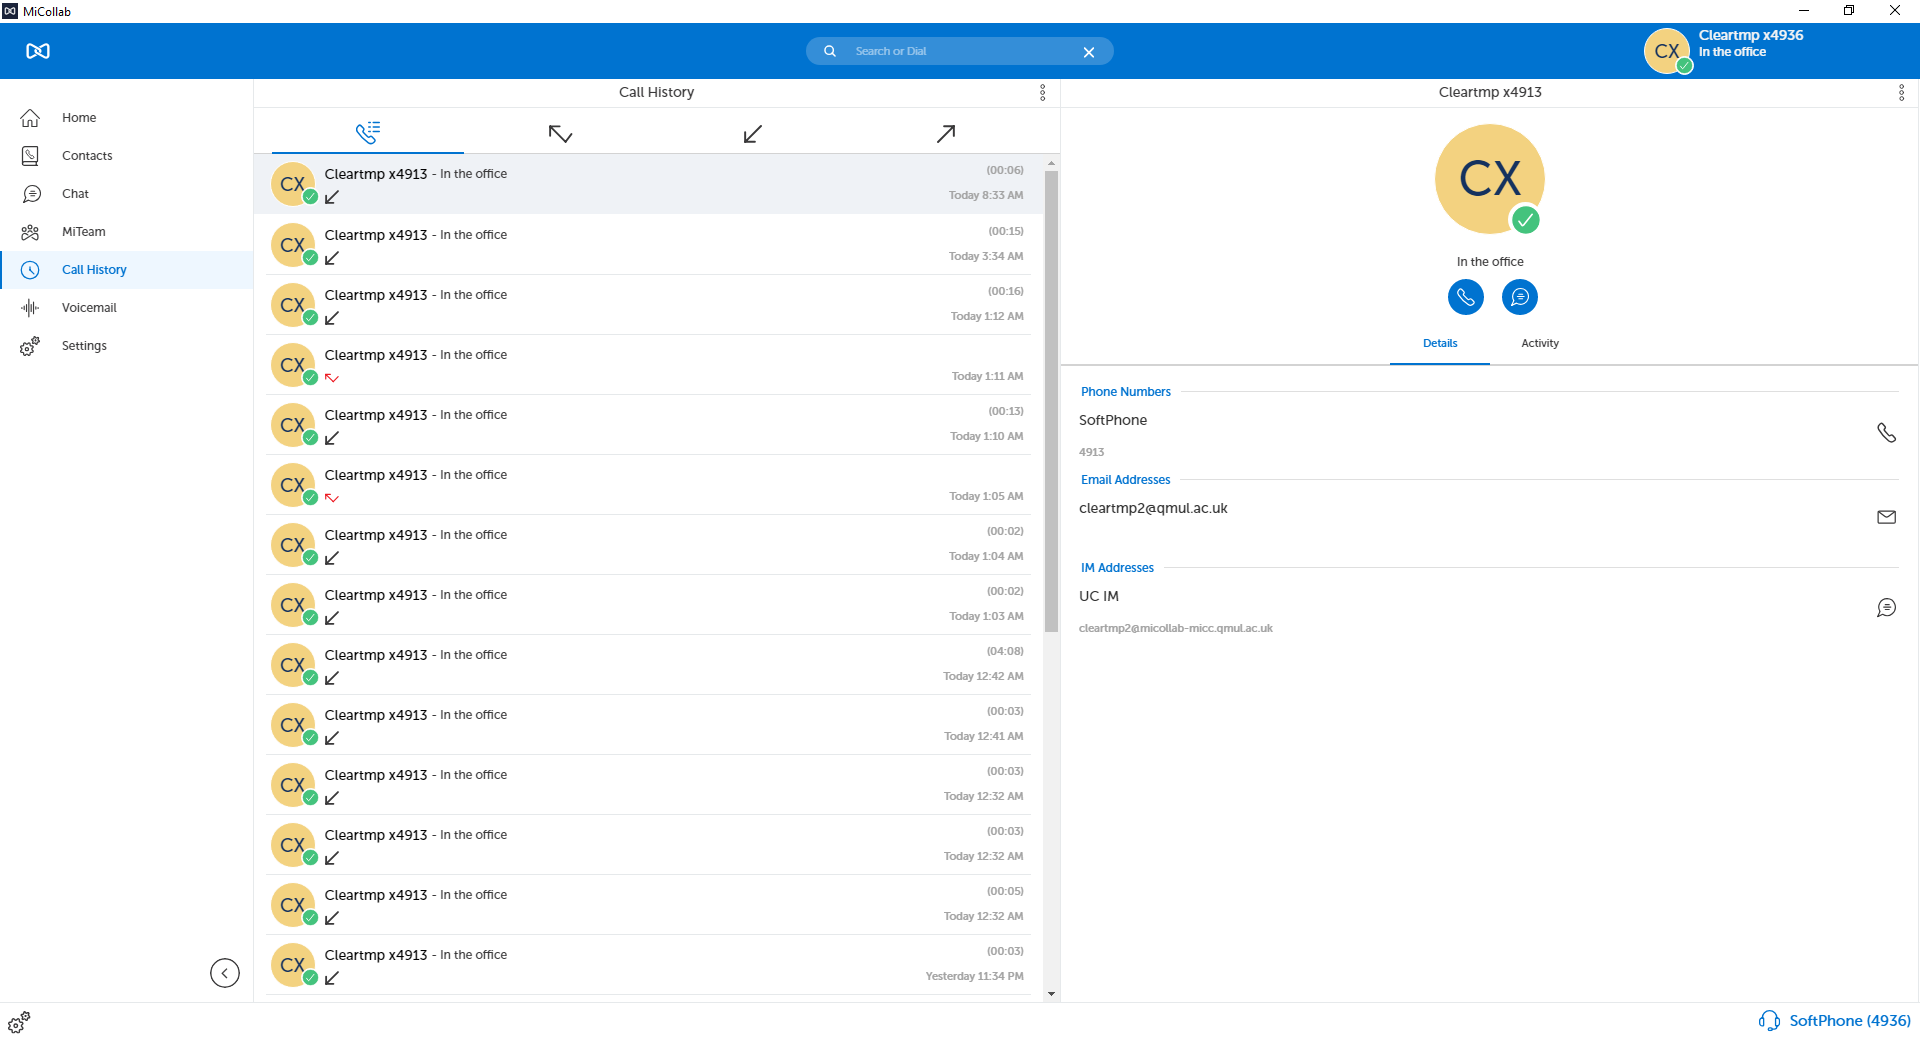 MiCollab
Search or Dial
CX
Cleartmp x4936
In the office
Home
Contacts
Chat
MiTeam
Call History
Voicemail
Settings
Call History
CX
Cleartmp x4913 - In the office
(00:06)
Today 8:33 AM
CX
Cleartmp x4913 - In the office
(00:15)
Today 3:34 AM
CX
Cleartmp x4913 - In the office
(00:16)
Today 1:12 AM
CX
Cleartmp x4913 - In the office
Today 1:11 AM
CX
Cleartmp x4913 - In the office
(00:13)
Today 1:10 AM
CX
Cleartmp x4913 - In the office
Today 1:05 AM
CX
Cleartmp x4913 - In the office
(00:02)
Today 1:04 AM
CX
Cleartmp x4913 - In the office
(00:02)
Today 1:03 AM
CX
Cleartmp x4913 - In the office
(04:08)
Today 12:42 AM
CX
Cleartmp x4913 - In the office
(00:03)
Today 12:41 AM
CX
Cleartmp x4913 - In the office
(00:03)
Today 12:32 AM
CX
Cleartmp x4913 - In the office
(00:03)
Today 12:32 AM
CX
Cleartmp x4913 - In the office
(00:05)
Today 12:32 AM
CX
Cleartmp x4913 - In the office
(00:03)
Yesterday 11:34 PM
Cleartmp x4913
CX
In the office
Details
Activity
Phone Numbers
SoftPhone
4913
Email Addresses
cleartmp2@qmul.ac.uk
IM Addresses
UC IM
cleartmp2@micollab-micc.qmul.ac.uk
SoftPhone (4936)